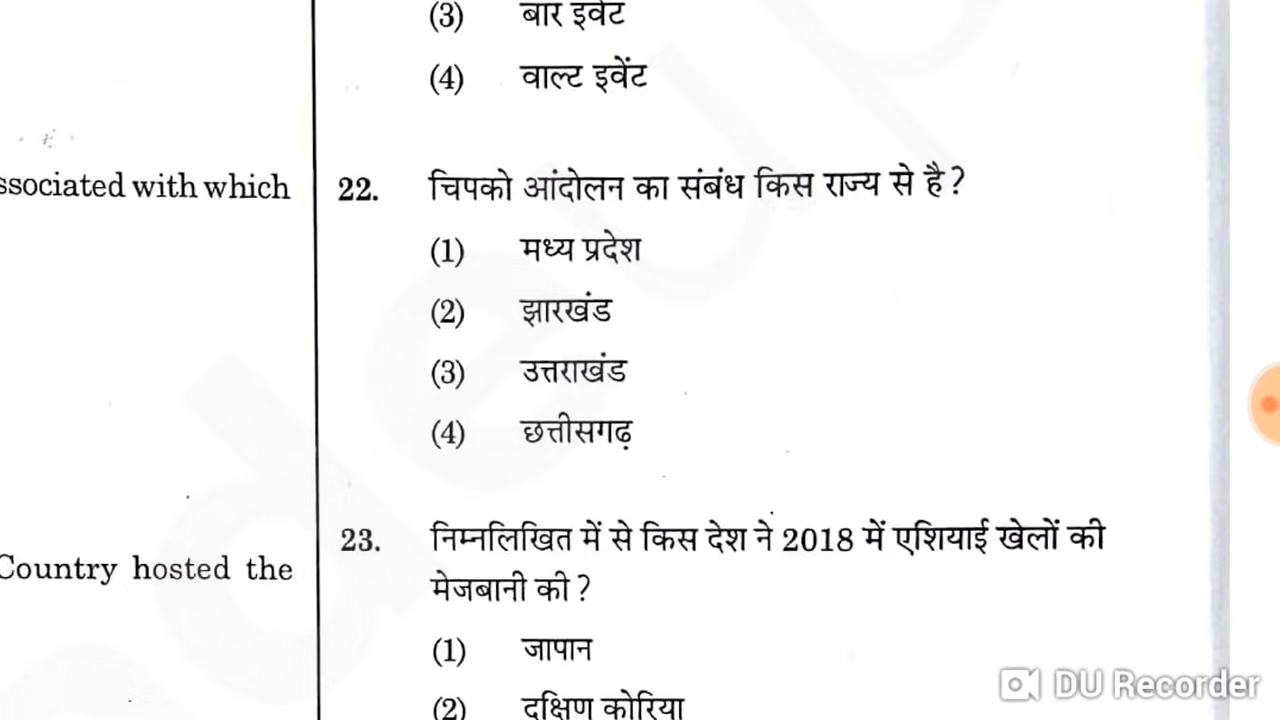 (3) बार इवेंट
(4) वाल्ट इवेंट
ssociated with which
22. चिपको आंदोलन का संबंध किस राज्य से है?
(1) मध्य प्रदेश
(2) झारखंड
(3) उत्तराखंड
(4) छत्तीसगढ़
Country hosted the
23. निम्नलिखित में से किस देश ने 2018 में एशियाई खेलों की
मेजबानी की?
(1) जापान
(2) दक्षिण कोरिया
DU Recorder